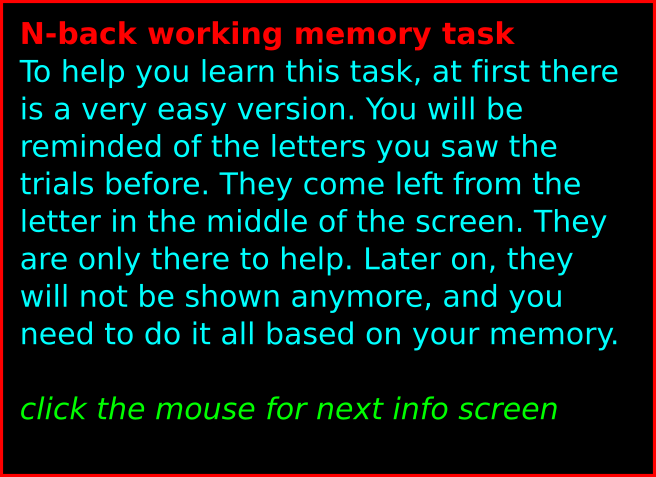 N-back working memory task
To help you learn this task, at first there
is a very easy version. You will be
reminded of the letters you saw the
trials before. They come left from the
letter in the middle of the screen. They
are only there to help. Later on, they
will not be shown anymore, and you
need to do it all based on your memory.
click the mouse for next info screen